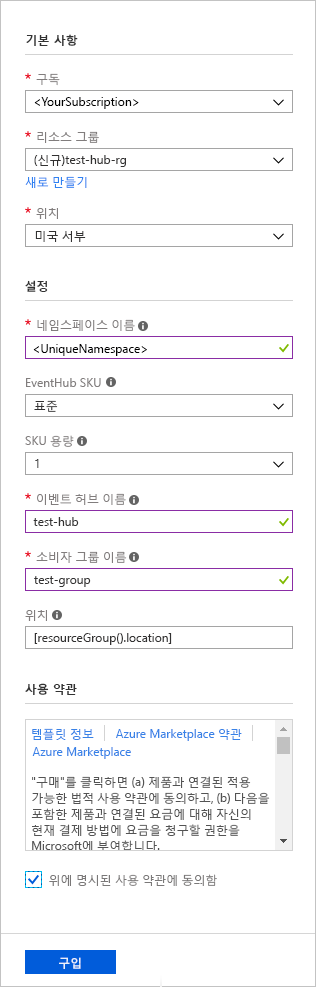 기본 사항
* 구독
<YourSubscription>
* 리소스 그룹
(신규)test-hub-rg
새로 만들기
* 위치
미국 서부
설정
* 네임스페이스 이름
<UniqueNamespace>
EventHub SKU
표준
SKU 용량
1
* 이벤트 허브 이름
test-hub
* 소비자 그룹 이름
test-group
위치
[resourceGroup().location]
사용 약관
템플릿 정보 | Azure Marketplace 약관 |
Azure Marketplace
"구매"를 클릭하면 (a) 제품과 연결된 적용
가능한 법적 사용 약관에 동의하고, (b) 다음을
포함한 제품과 연결된 요금에 대해 자신의
현재 결제 방법에 요금을 청구할 권한을
Microsoft에 부여합니다.
위에 명시된 사용 약관에 동의함
구입